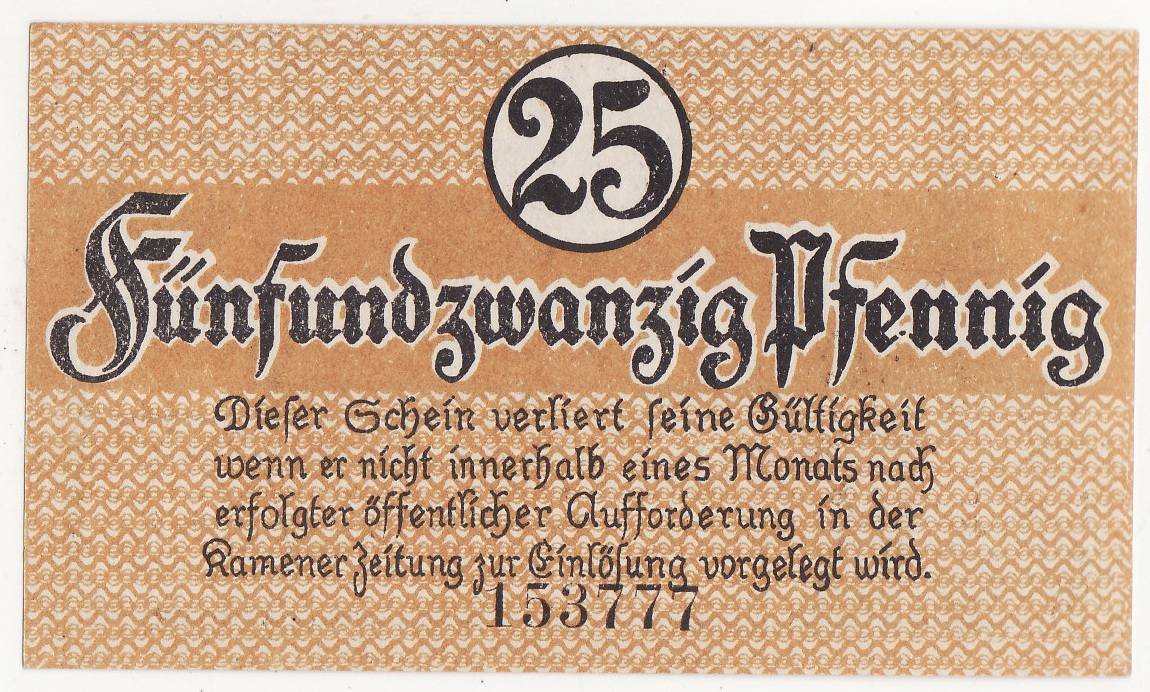 25
Fünfundzwanzig Pfennig
Dieser Schein verliert seine Gültigkeit
wenn er nicht innerhalb eines Monats nach
erfolgter öffentlicher Aufforderung in der
Kamener Zeitung zur Einlösung vorgelegt wird.
153777